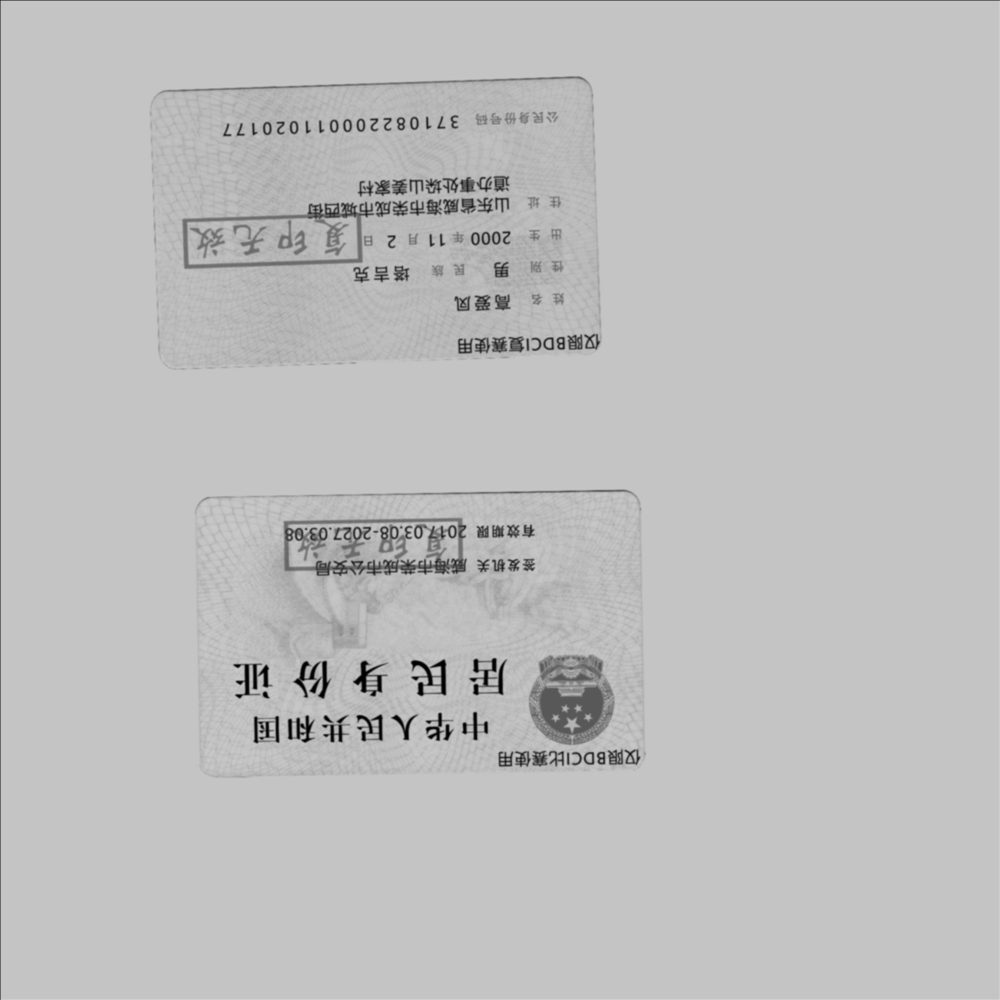 仅限BDCI比赛使用
中华人民共和国
居民身份证
签发机关 威海市荣成市公安局
复印无效
有效期限 2017.03.08-2027.03.08
仅限BDCI复赛使用
姓名 高爱凤
性别 男 民族 塔吉克
出生 2000 年 11 月 2 日
复印无效
住址 山东省威海市荣成市城西街
道办事处垛山姜家村
公民身份号码 371082200011020177